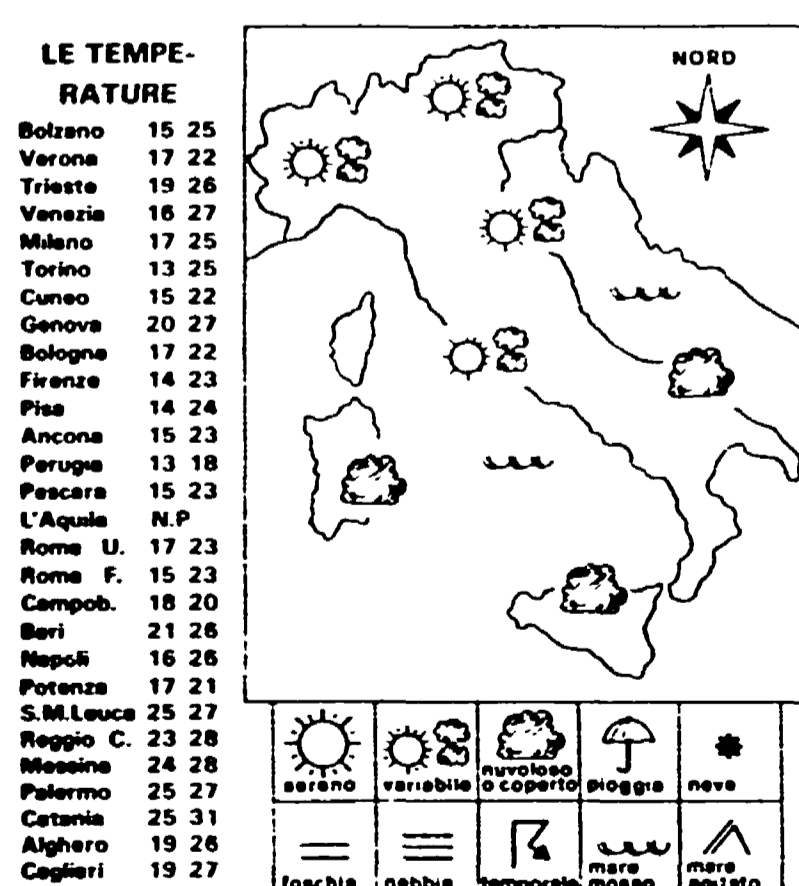 LE TEMPE-
RATURE
Bolzano 15 25
Verona 17 22
Trieste 19 26
Venezia 16 27
Milano 17 25
Torino 13 25
Cuneo 15 22
Genova 20 27
Bologna 17 22
Firenze 14 23
Pisa 14 24
Ancona 15 23
Perugia 13 18
Pescara 15 23
L'Aquila N.P
Roma U. 17 23
Roma F. 15 23
Campob. 18 20
Bari 21 26
Napoli 16 26
Potenza 17 21
S.M.Leuca 25 27
Reggio C. 23 28
Messina 24 28
Palermo 25 27
Catania 25 31
Alghero 19 26
Cagliari 19 27
NORD
sereno
variabile
nuvoloso
o coperto
pioggia
neve
foschia
nebbia
temporale
mare
mosso
mare
agitato